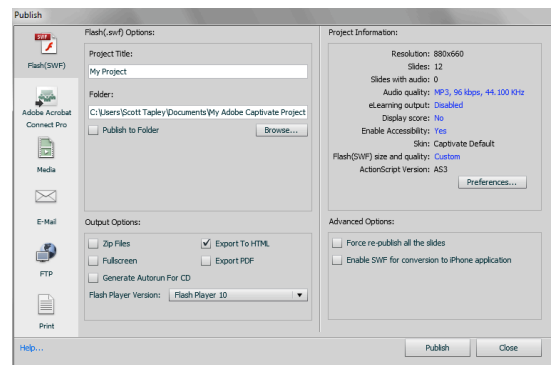 Publish
SWF
Flash(SWF)
Adobe Acrobat
Connect Pro
Media
E-Mail
FTP
Print
Help...
Flash(.swf) Options:
Project Title:
My Project
Folder:
C:\Users\Scott Tapley\Documents\My Adobe Captivate Project
Publish to Folder
Browse...
Output Options:
Zip Files
Export To HTML
Fullscreen
Export PDF
Generate Autorun For CD
Flash Player Version: Flash Player 10
Project Information:
Resolution: 880x660
Slides: 12
Slides with audio: 0
Audio quality: MP3, 96 kbps, 44.100 KHz
eLearning output: Disabled
Display score: No
Enable Accessibility: Yes
Skin: Captivate Default
Flash(SWF) size and quality: Custom
ActionScript Version: AS3
Preferences...
Advanced Options:
Force re-publish all the slides
Enable SWF for conversion to iPhone application
Publish
Close